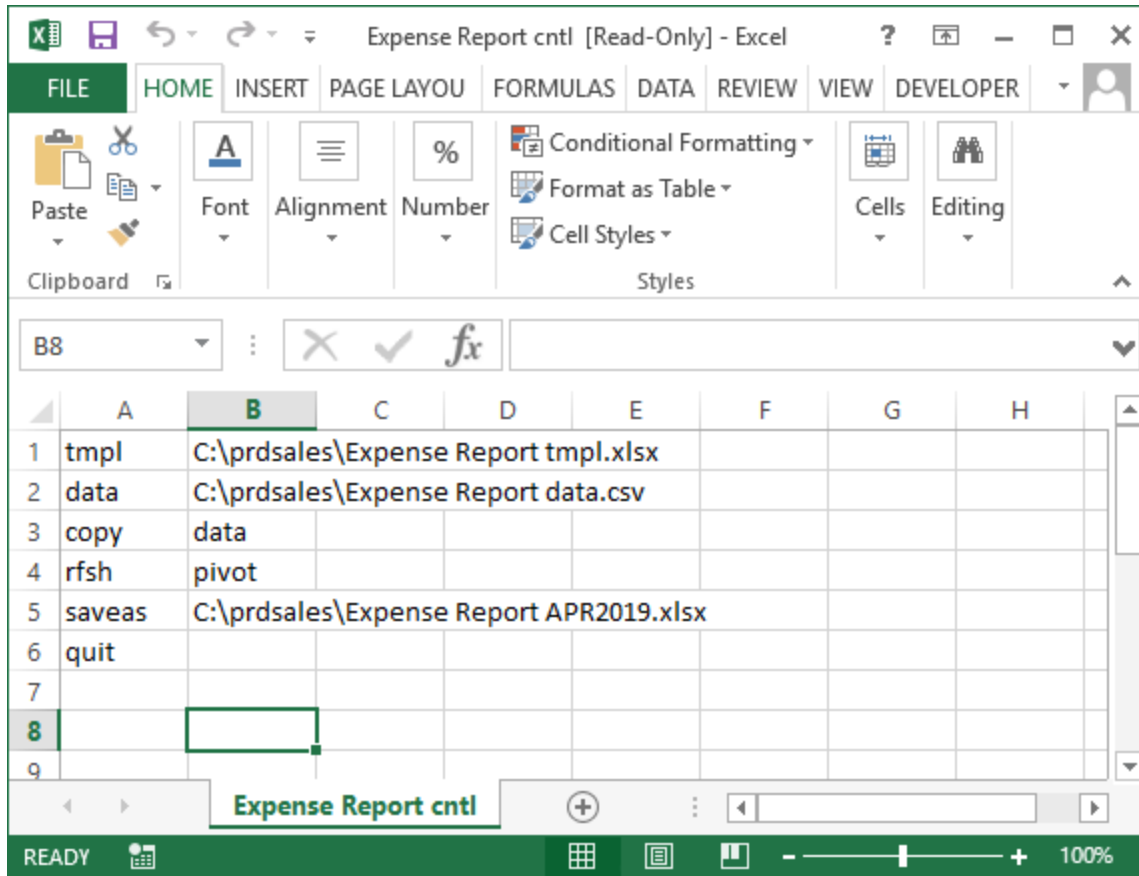 Expense Report cntl [Read-Only] - Excel ?
FILE HOME INSERT PAGE LAYOU FORMULAS DATA REVIEW VIEW DEVELOPER
Paste
A
Font
Alignment
%
Number
Conditional Formatting
Format as Table
Cell Styles
Cells
Editing
Clipboard
Styles
B8
fx
A B C D E F G H
1 tmpl C:\prdsales\Expense Report tmpl.xlsx
2 data C:\prdsales\Expense Report data.csv
3 copy data
4 rfsh pivot
5 saveas C:\prdsales\Expense Report APR2019.xlsx
6 quit
7
8
9
Expense Report cntl
READY 100%